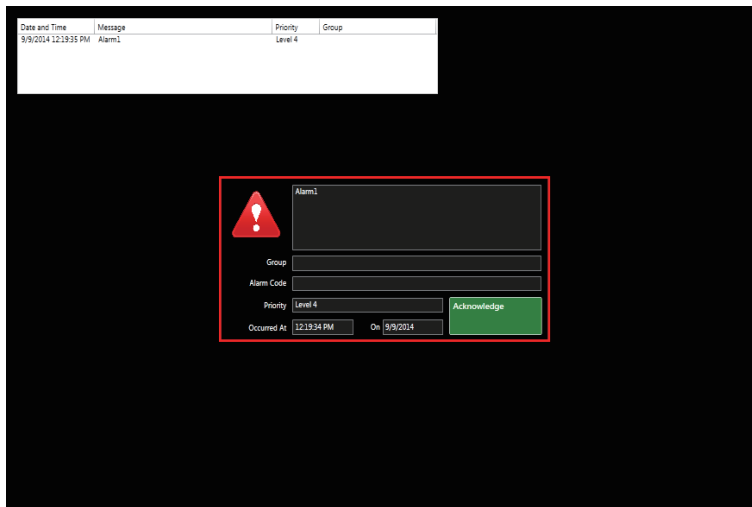 Date and Time Message Priority Group
9/9/2014 12:19:35 PM Alarm1 Level 4
Alarm1
Group
Alarm Code
Priority Level 4 Acknowledge
Occurred At 12:19:34 PM On 9/9/2014